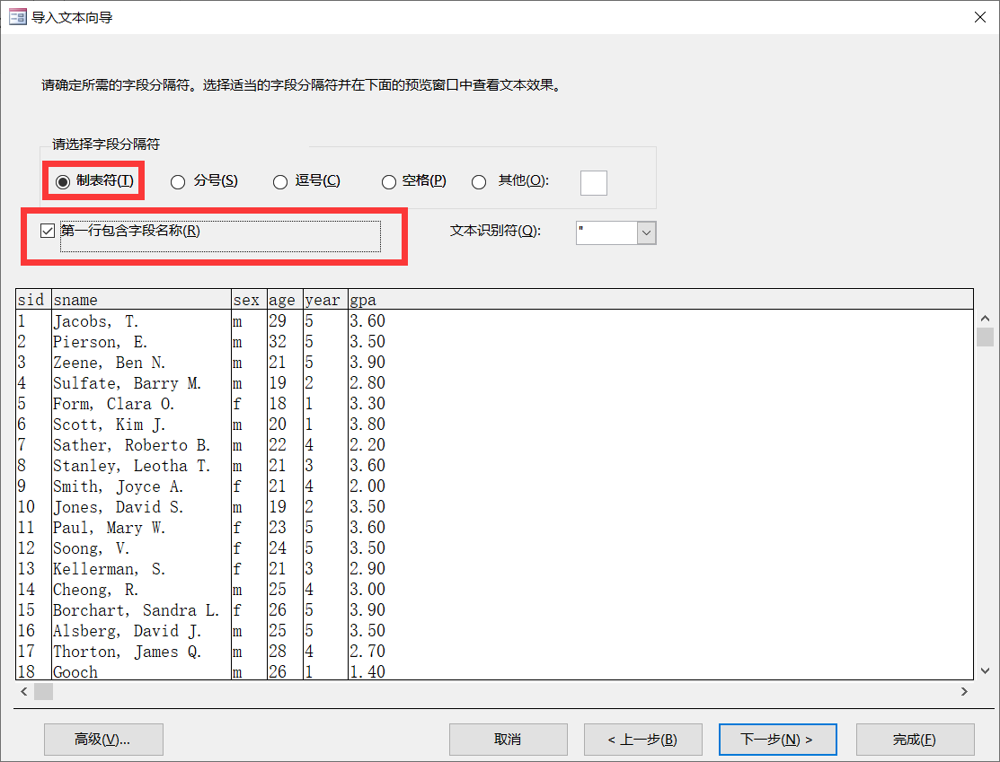 导入文本向导
请确定所需的字段分隔符。选择适当的字段分隔符并在下面的预览窗口中查看文本效果。
请选择字段分隔符
制表符(T) 分号(S) 逗号(C) 空格(P) 其他(O):
第一行包含字段名称(R) 文本识别符(Q): "
sid sname sex age year gpa
1 Jacobs, T. m 29 5 3.60
2 Pierson, E. m 32 5 3.50
3 Zeene, Ben N. m 21 5 3.90
4 Sulfate, Barry M. m 19 2 2.80
5 Form, Clara O. f 18 1 3.30
6 Scott, Kim J. m 20 1 3.80
7 Sather, Roberto B. m 22 4 2.20
8 Stanley, Leotha T. m 21 3 3.60
9 Smith, Joyce A. f 21 4 2.00
10 Jones, David S. m 19 2 3.50
11 Paul, Mary W. f 23 5 3.60
12 Soong, V. f 24 5 3.50
13 Kellerman, S. f 21 3 2.90
14 Cheong, R. m 25 4 3.00
15 Borchart, Sandra L. f 26 5 3.90
16 Alsberg, David J. m 25 5 3.50
17 Thorton, James Q. m 28 4 2.70
18 Gooch m 26 1 1.40
高级(V)... 取消 < 上一步(B) 下一步(N) > 完成(F)